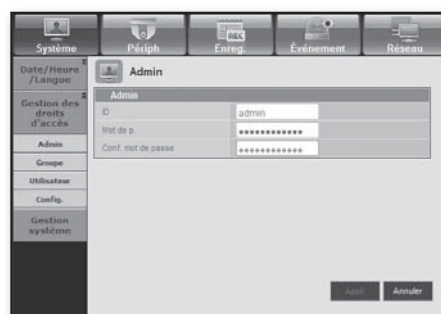 Système Périph Enreg. Événement Réseau
Date/Heure
/Langue
Gestion des
droits
d'accès
Admin
Groupe
Utilisateur
Config.
Gestion
système
Admin
Admin
ID admin
Mot de p. ●●●●●●●●●●●●
Conf. mot de passe ●●●●●●●●●●●●
Annuler